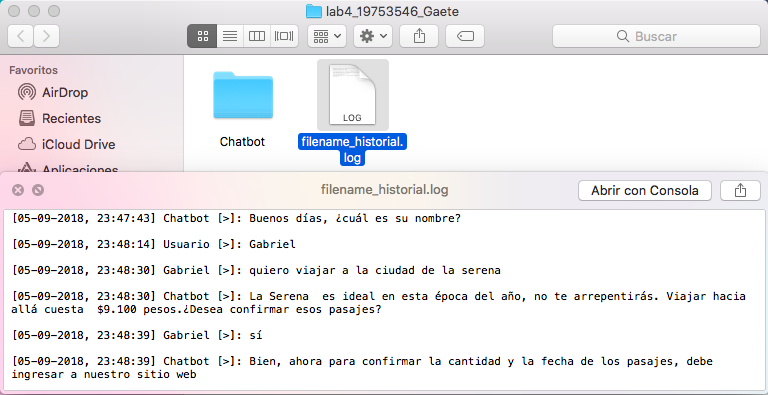 lab4_19753546_Gaete
Buscar
Favoritos
AirDrop
Recientes
iCloud Drive
Aplicaciones
LOG
Chatbot
filename_historial.
log
filename_historial.log
Abrir con Consola
[05-09-2018, 23:47:43] Chatbot [>]: Buenos días, ¿cuál es su nombre?
[05-09-2018, 23:48:14] Usuario [>]: Gabriel
[05-09-2018, 23:48:30] Gabriel [>]: quiero viajar a la ciudad de la serena
[05-09-2018, 23:48:30] Chatbot [>]: La Serena  es ideal en esta época del año, no te arrepentirás. Viajar hacia
allá cuesta  $9.100 pesos.¿Desea confirmar esos pasajes?
[05-09-2018, 23:48:39] Gabriel [>]: sí
[05-09-2018, 23:48:39] Chatbot [>]: Bien, ahora para confirmar la cantidad y la fecha de los pasajes, debe
ingresar a nuestro sitio web